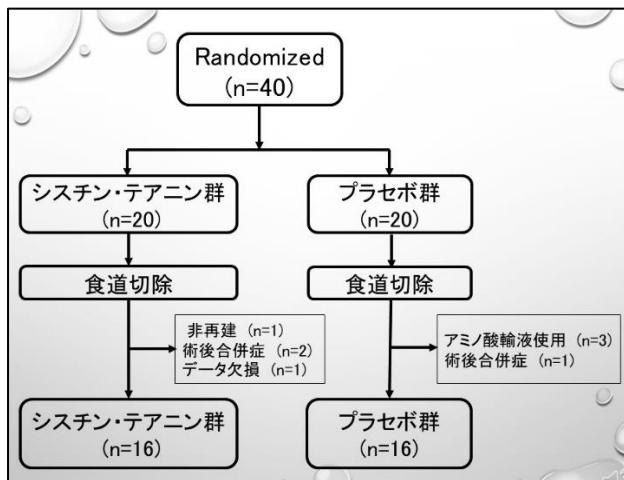 Randomized
(n=40)
シスチン・テアニン群
(n=20)
プラセボ群
(n=20)
食道切除
食道切除
非再建 (n=1)
術後合併症 (n=2)
データ欠損 (n=1)
アミノ酸輸液使用 (n=3)
術後合併症 (n=1)
シスチン・テアニン群
(n=16)
プラセボ群
(n=16)